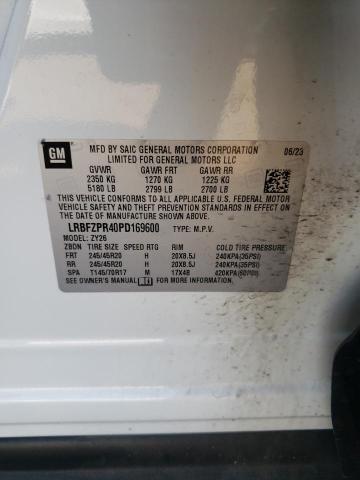 GM
MFD BY SAIC GENERAL MOTORS CORPORATION 06/23
LIMITED FOR GENERAL MOTORS LLC
GVWR GAWR FRT GAWR RR
2350 KG 1270 KG 1225 KG
5180 LB 2799 LB 2700 LB
THIS VEHICLE CONFORMS TO ALL APPLICABLE U.S. FEDERAL MOTOR
VEHICLE SAFETY, BUMPER, AND THEFT PREVENTION STANDARDS IN
EFFECT ON THE DATE OF MANUFACTURE SHOWN ABOVE.
LRBFZPR40PD169600 TYPE: M.P.V.
MODEL: ZY26
ZBND TIRE SIZE SPEED RTG RIM COLD TIRE PRESSURE
FRT 245/45R20 H 20X8.5J 240KPA(35PSI)
RR 245/45R20 H 20X8.5J 240KPA(35PSI)
SPA T145/70R17 M 17X4B 420KPA(60PSI)
SEE OWNER'S MANUAL